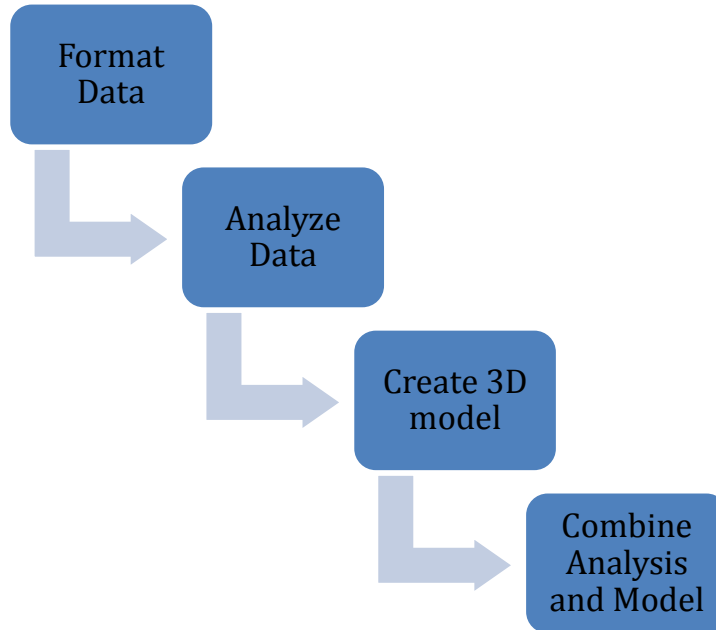 Format
Data
Analyze
Data
Create 3D
model
Combine
Analysis
and Model